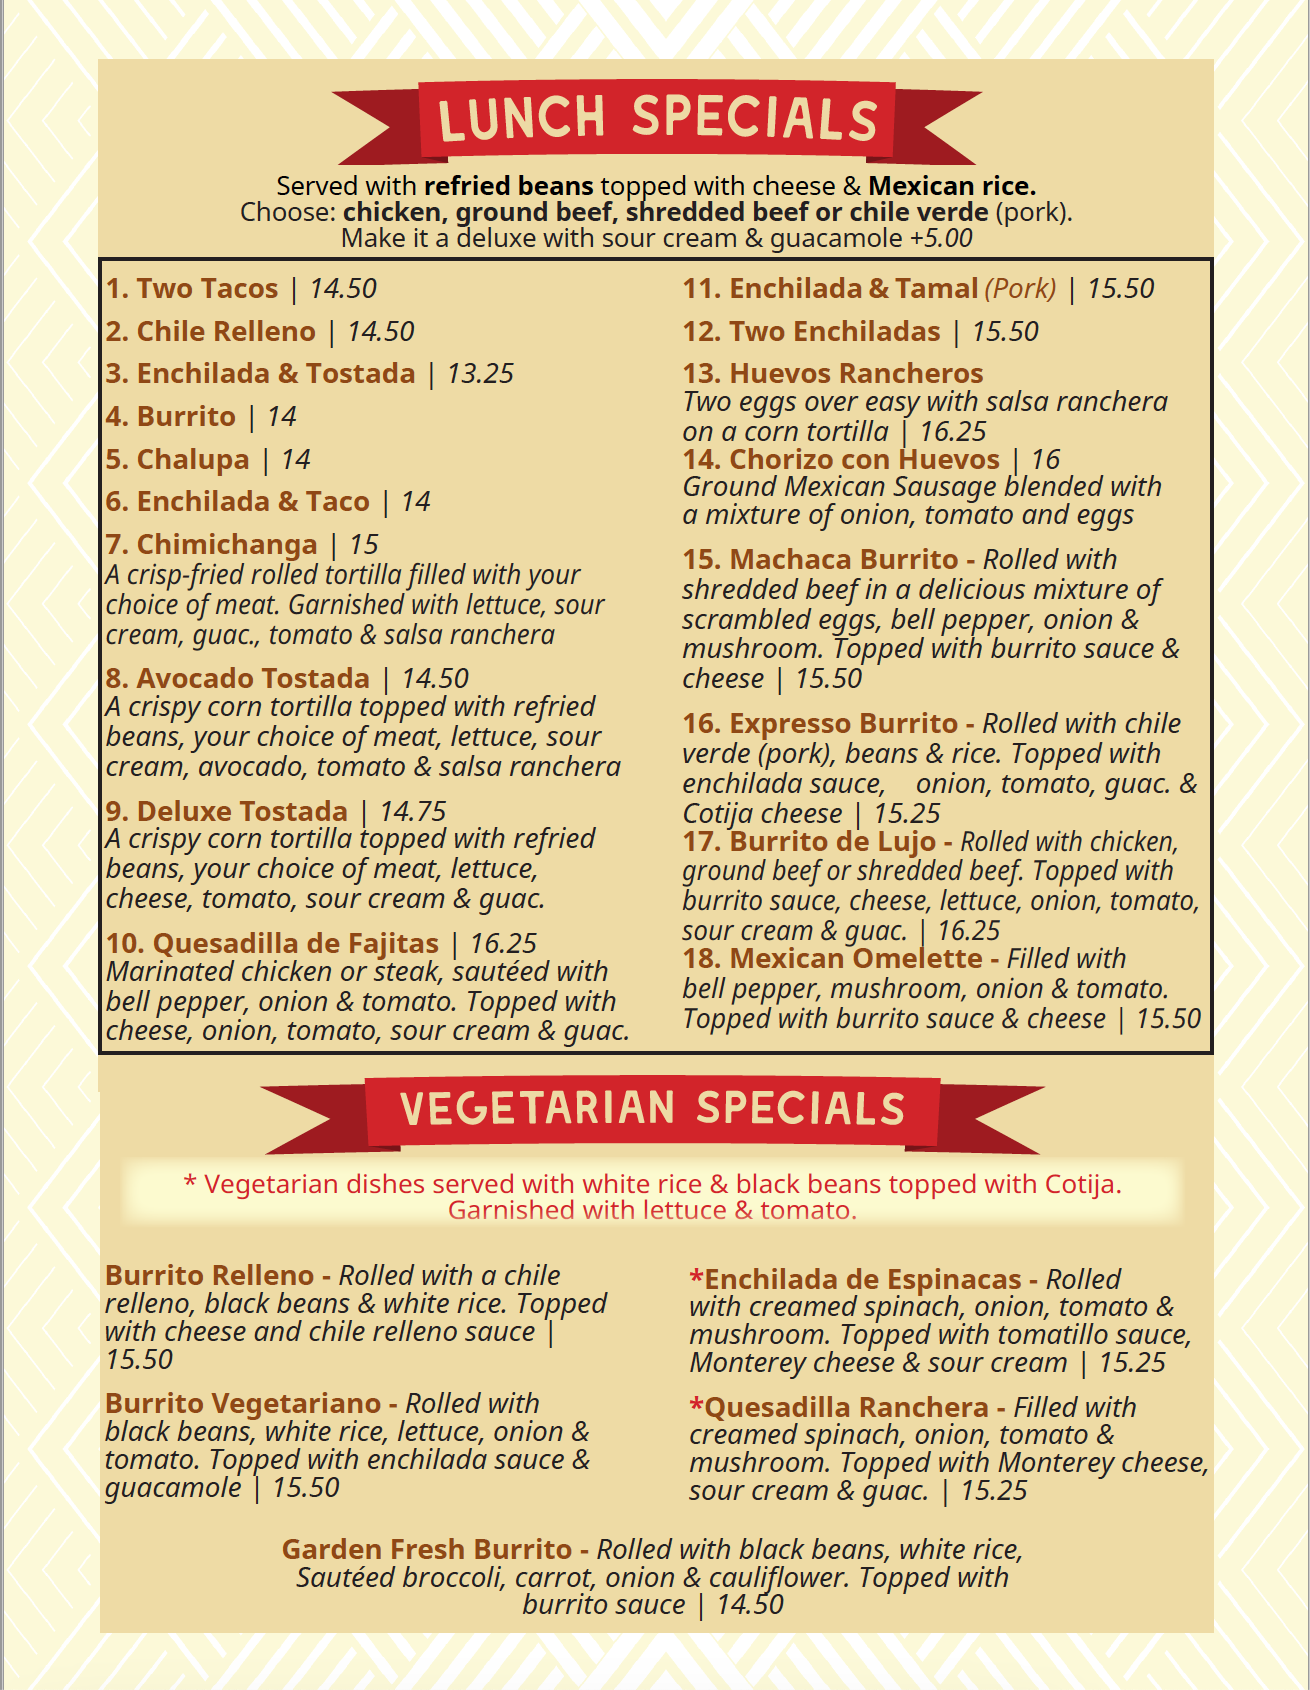 LUNCH SPECIALS
Served with refried beans topped with cheese & Mexican rice.
Choose: chicken, ground beef, shredded beef or chile verde (pork).
Make it a deluxe with sour cream & guacamole +5.00
1. Two Tacos | 14.50
2. Chile Relleno | 14.50
3. Enchilada & Tostada | 13.25
4. Burrito | 14
5. Chalupa | 14
6. Enchilada & Taco | 14
7. Chimichanga | 15
A crisp-fried rolled tortilla filled with your
choice of meat. Garnished with lettuce, sour
cream, guac., tomato & salsa ranchera
8. Avocado Tostada | 14.50
A crispy corn tortilla topped with refried
beans, your choice of meat, lettuce, sour
cream, avocado, tomato & salsa ranchera
9. Deluxe Tostada | 14.75
A crispy corn tortilla topped with refried
beans, your choice of meat, lettuce,
cheese, tomato, sour cream & guac.
10. Quesadilla de Fajitas | 16.25
Marinated chicken or steak, sautéed with
bell pepper, onion & tomato. Topped with
cheese, onion, tomato, sour cream & guac.
11. Enchilada & Tamal (Pork) | 15.50
12. Two Enchiladas | 15.50
13. Huevos Rancheros
Two eggs over easy with salsa ranchera
on a corn tortilla | 16.25
14. Chorizo con Huevos | 16
Ground Mexican Sausage blended with
a mixture of onion, tomato and eggs
15. Machaca Burrito - Rolled with
shredded beef in a delicious mixture of
scrambled eggs, bell pepper, onion &
mushroom. Topped with burrito sauce &
cheese | 15.50
16. Expresso Burrito - Rolled with chile
verde (pork), beans & rice. Topped with
enchilada sauce, onion, tomato, guac. &
Cotija cheese | 15.25
17. Burrito de Lujo - Rolled with chicken,
ground beef or shredded beef. Topped with
burrito sauce, cheese, lettuce, onion, tomato,
sour cream & guac. | 16.25
18. Mexican Omelette - Filled with
bell pepper, mushroom, onion & tomato.
Topped with burrito sauce & cheese | 15.50
VEGETARIAN SPECIALS
* Vegetarian dishes served with white rice & black beans topped with Cotija.
Garnished with lettuce & tomato.
Burrito Relleno - Rolled with a chile
relleno, black beans & white rice. Topped
with cheese and chile relleno sauce |
15.50
Burrito Vegetariano - Rolled with
black beans, white rice, lettuce, onion &
tomato. Topped with enchilada sauce &
guacamole | 15.50
*Enchilada de Espinacas - Rolled
with creamed spinach, onion, tomato &
mushroom. Topped with tomatillo sauce,
Monterey cheese & sour cream | 15.25
*Quesadilla Ranchera - Filled with
creamed spinach, onion, tomato &
mushroom. Topped with Monterey cheese,
sour cream & guac. | 15.25
Garden Fresh Burrito - Rolled with black beans, white rice,
Sautéed broccoli, carrot, onion & cauliflower. Topped with
burrito sauce | 14.50